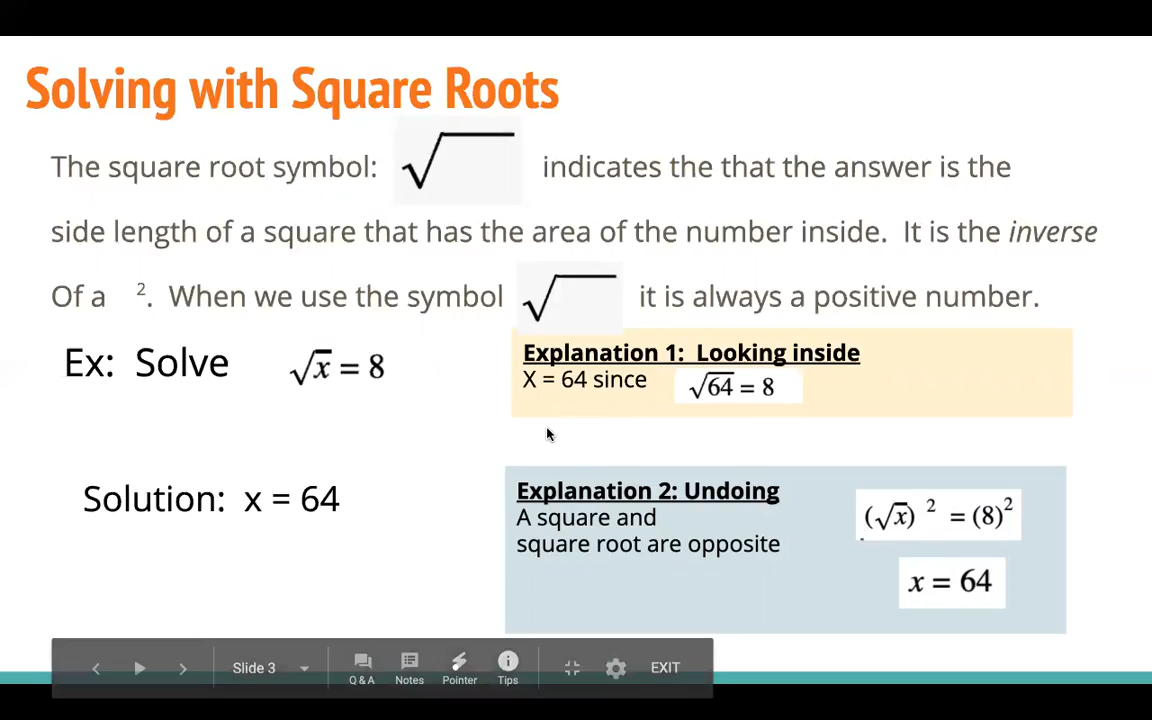 Solving with Square Roots
The square root symbol: √ indicates the that the answer is the
side length of a square that has the area of the number inside. It is the inverse
Of a ². When we use the symbol √ it is always a positive number.
Ex: Solve √x = 8
Explanation 1: Looking inside
X = 64 since √64 = 8
Solution: x = 64
Explanation 2: Undoing
A square and
square root are opposite
(√x)² = (8)²
x = 64
Slide 3
Q & A
Notes
Pointer
Tips
EXIT